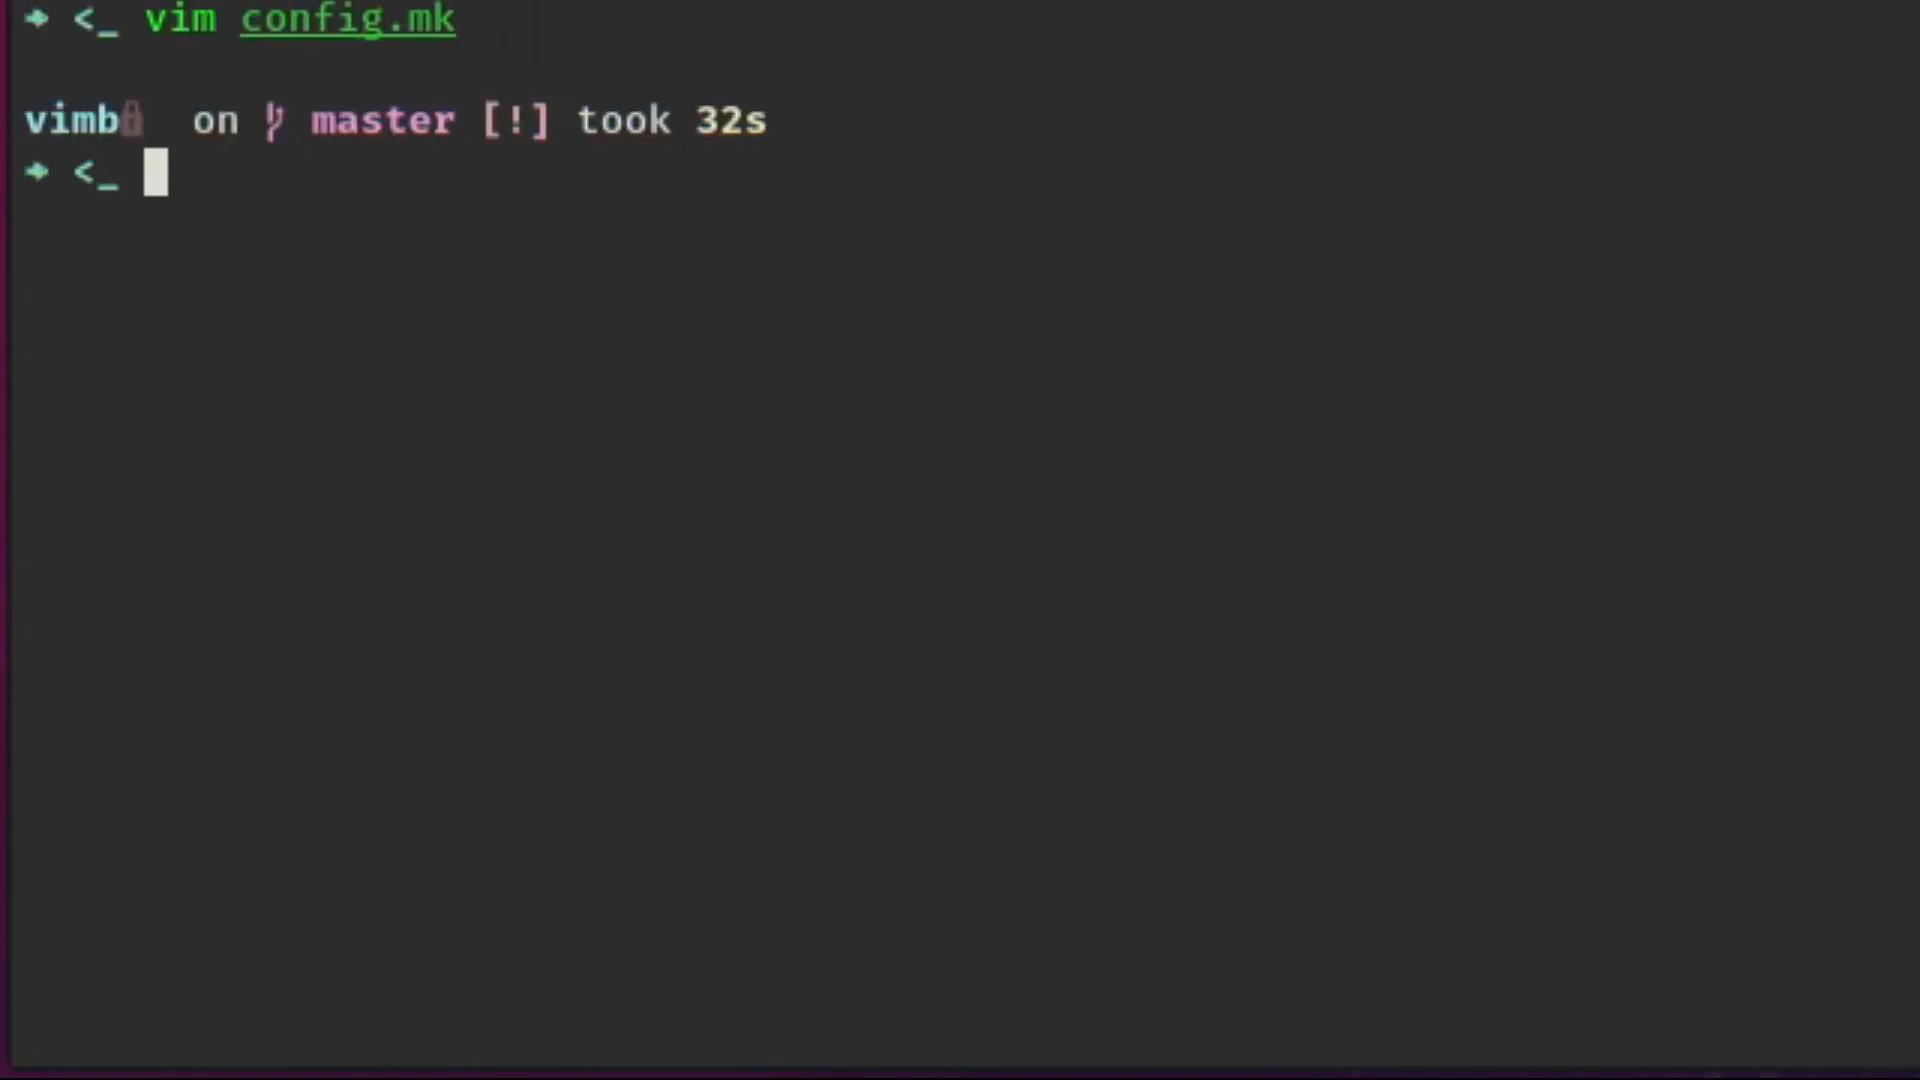 ➜ <_ vim config.mk
vimb🔒 on  master [!] took 32s
➜ <_